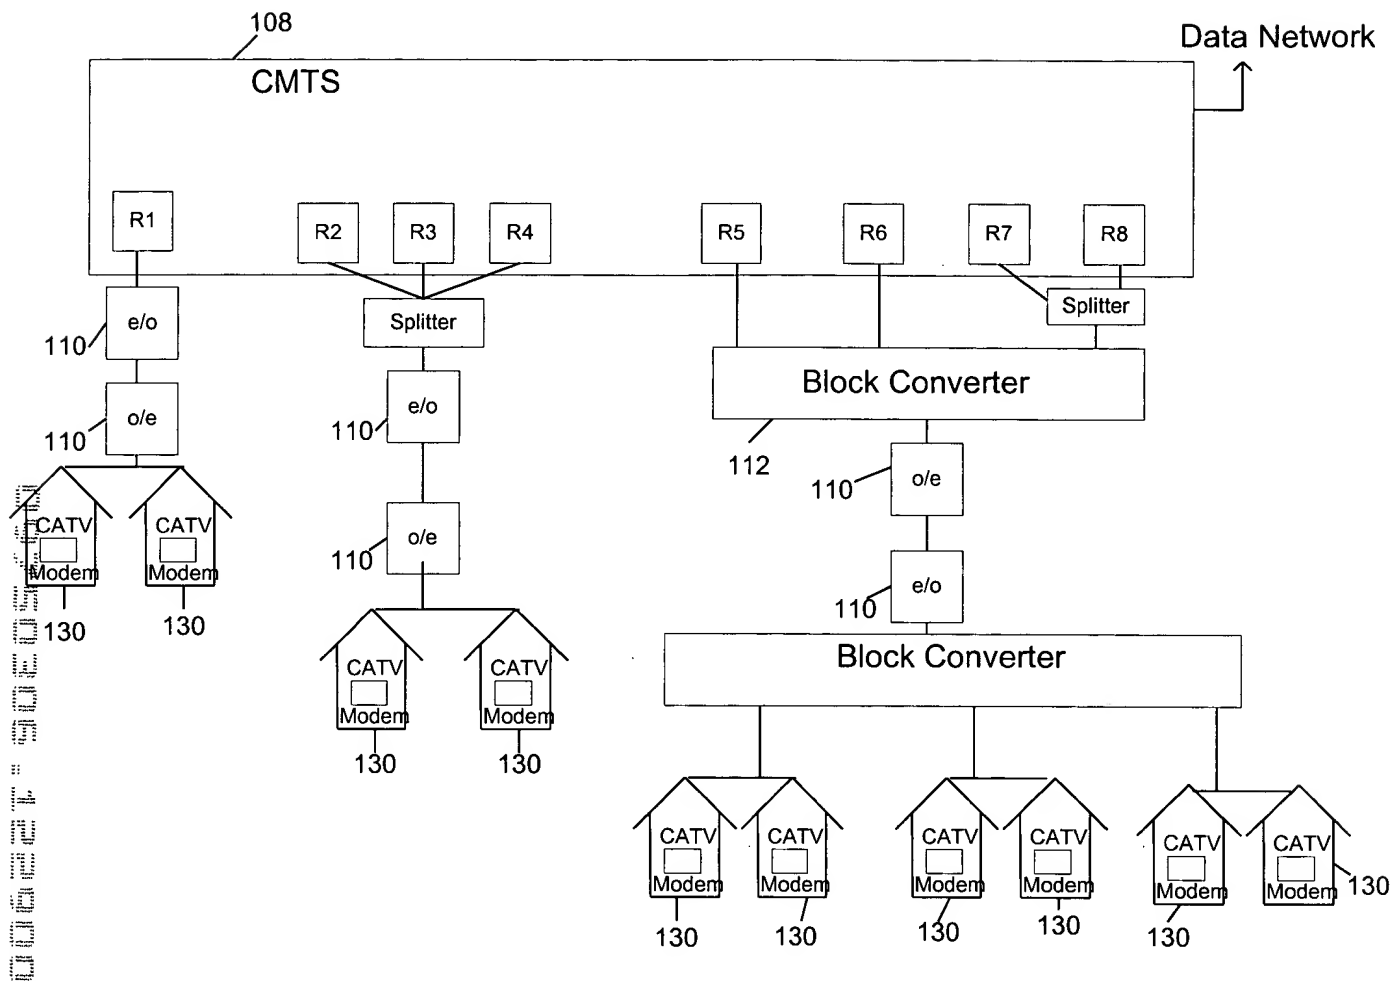 108
Data Network
CMTS
R1
R2
R3
R4
R5
R6
R7
R8
e/o
110
Splitter
Splitter
o/e
110
e/o
110
Block Converter
112
o/e
110
o/e
110
e/o
110
CATV
Modem
130
CATV
Modem
130
CATV
Modem
130
CATV
Modem
130
Block Converter
CATV
Modem
130
CATV
Modem
130
CATV
Modem
130
CATV
Modem
130
CATV
Modem
130
CATV
Modem
130